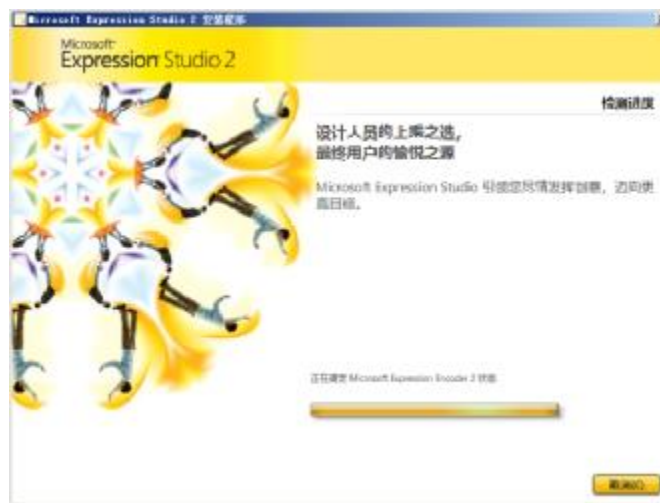 Microsoft Expression Studio 2 安装程序
Microsoft
Expression Studio 2
检测进度
设计人员的上乘之选，
最终用户的愉悦之源
Microsoft Expression Studio 引领您尽情发挥创意，迈向更
高目标。
正在确定 Microsoft Expression Encoder 2 状态
取消(C)